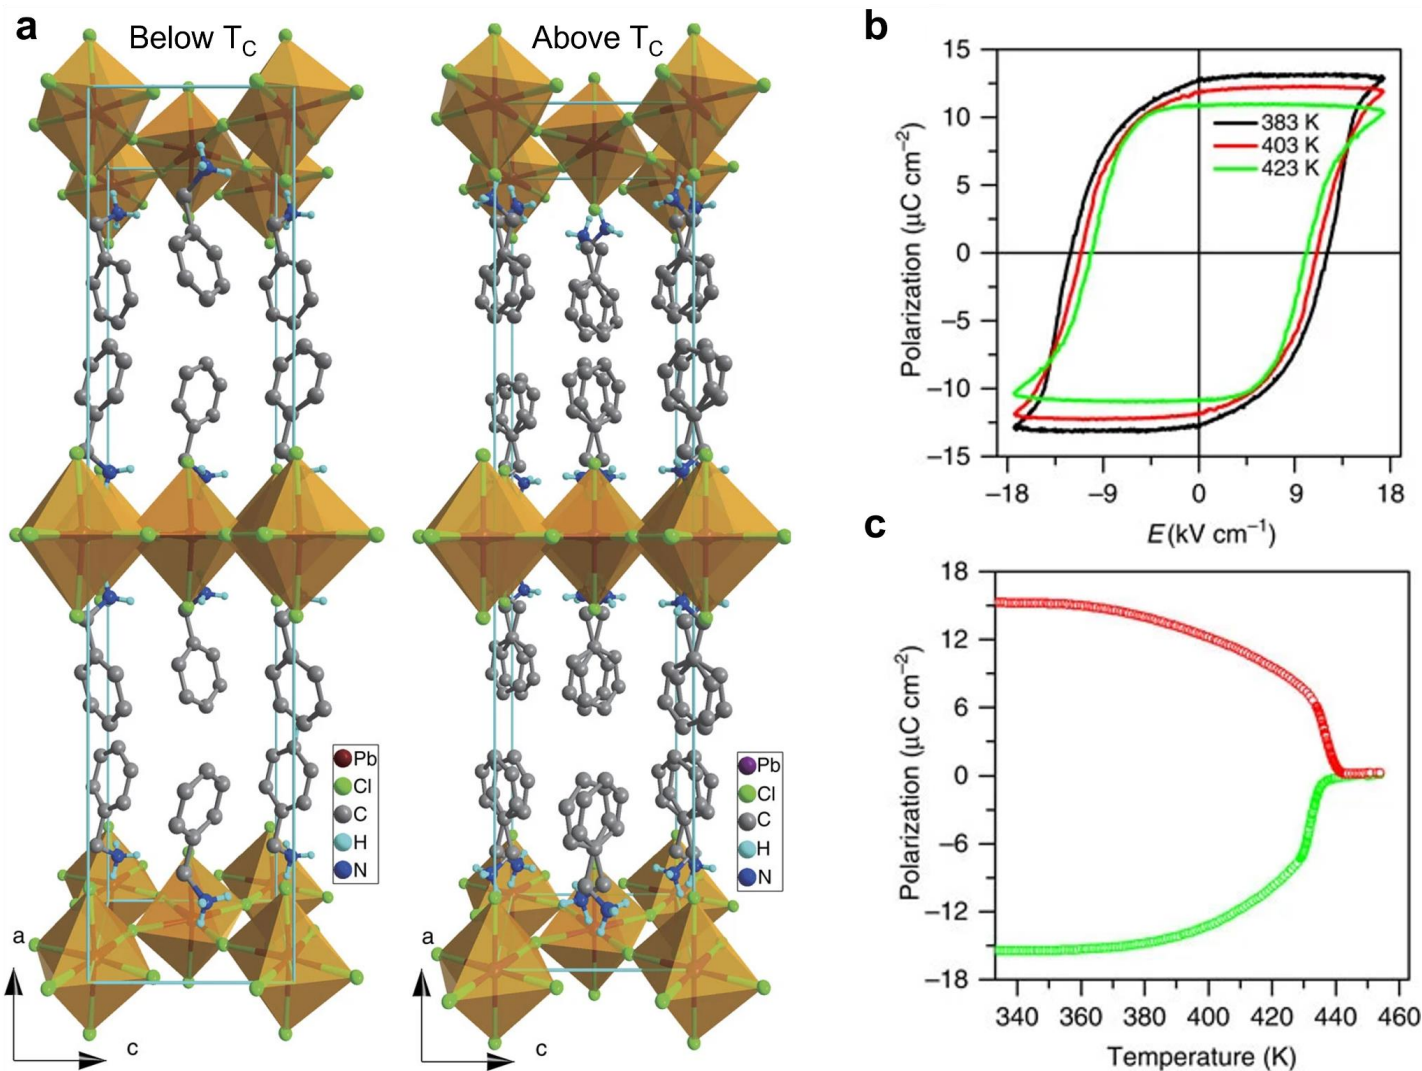 a
Below T_C
Above T_C
Pb
Cl
C
H
N
Pb
Cl
C
H
N
a
c
a
c
b
15
10
5
0
−5
−10
−15
Polarization (μC cm⁻²)
383 K
403 K
423 K
−18
−9
0
9
18
E (kV cm⁻¹)
c
18
12
6
0
−6
−12
−18
Polarization (μC cm⁻²)
340
360
380
400
420
440
460
Temperature (K)